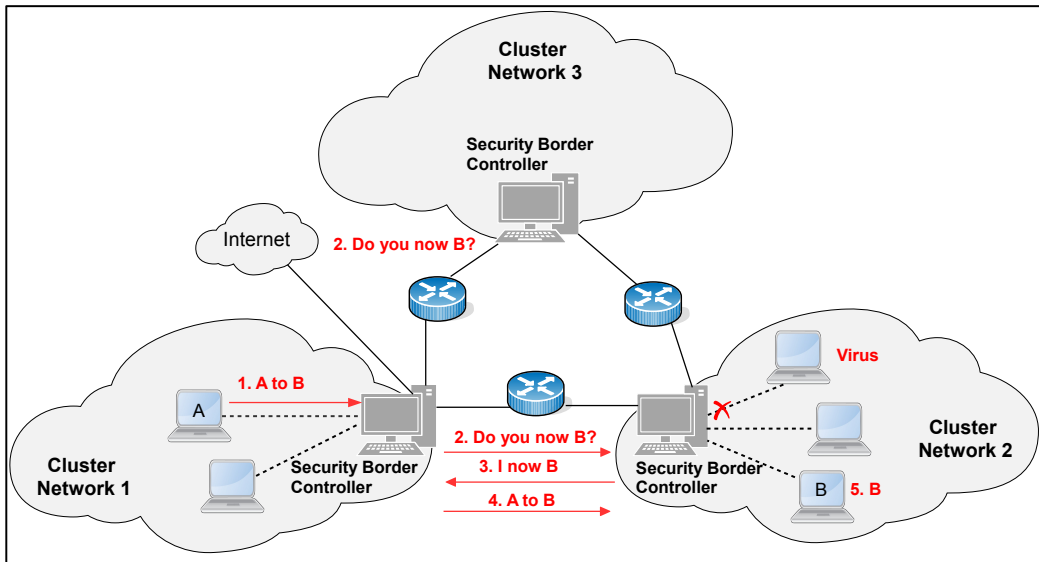 Cluster
Network 3
Security Border
Controller
Internet
2. Do you now B?
1. A to B
A
Cluster
Network 1
Security Border
Controller
2. Do you now B?
3. I now B
4. A to B
Virus
Security Border
Controller
Cluster
Network 2
B
5. B